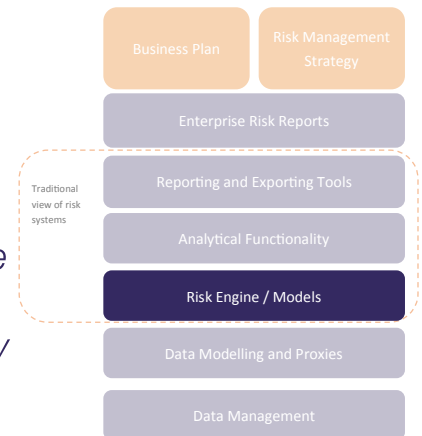 Business Plan
Risk Management
Strategy
Enterprise Risk Reports
Traditional
view of risk
systems
Reporting and Exporting Tools
Analytical Functionality
Risk Engine / Models
Data Modelling and Proxies
Data Management